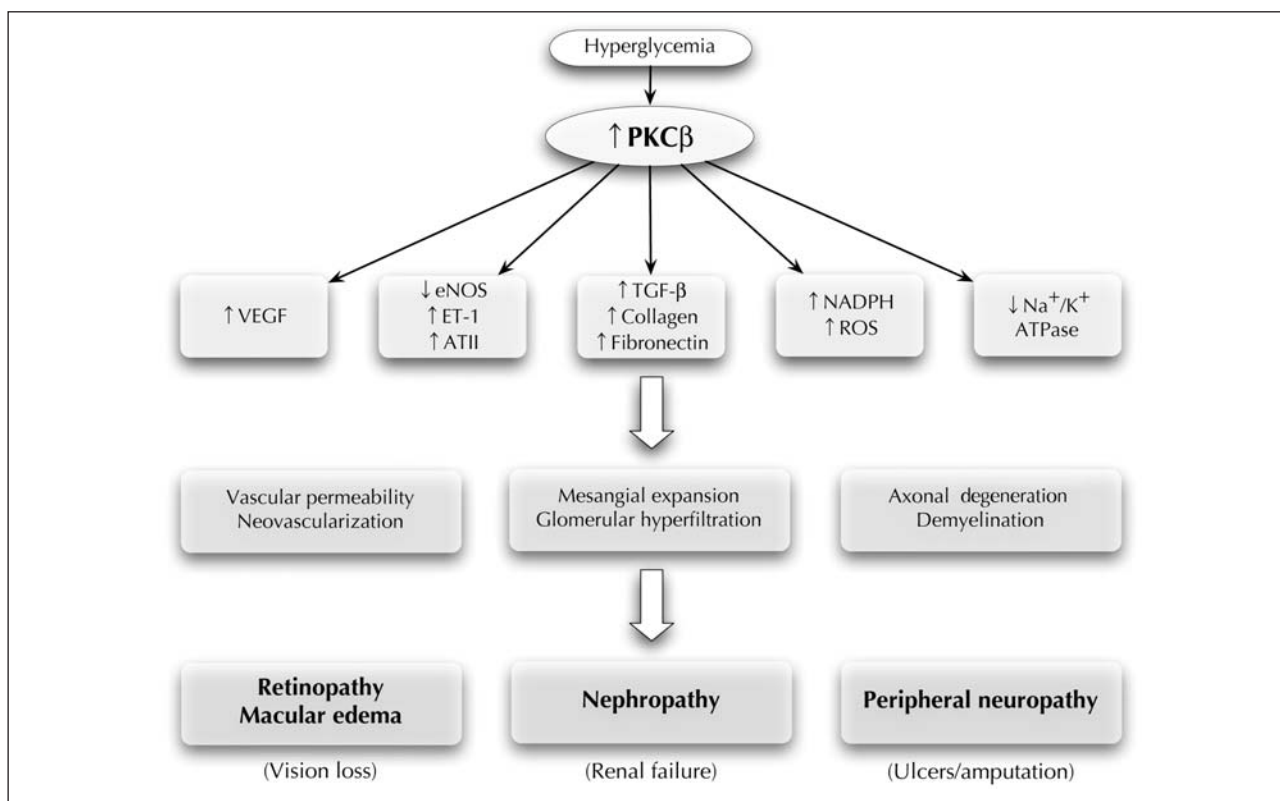 Hyperglycemia
↑ PKCβ
↑ VEGF
↓ eNOS
↑ ET-1
↑ ATII
↑ TGF-β
↑ Collagen
↑ Fibronectin
↑ NADPH
↑ ROS
↓ Na⁺/K⁺
ATPase
Vascular permeability
Neovascularization
Mesangial expansion
Glomerular hyperfiltration
Axonal degeneration
Demyelination
Retinopathy
Macular edema
Nephropathy
Peripheral neuropathy
(Vision loss)
(Renal failure)
(Ulcers/amputation)